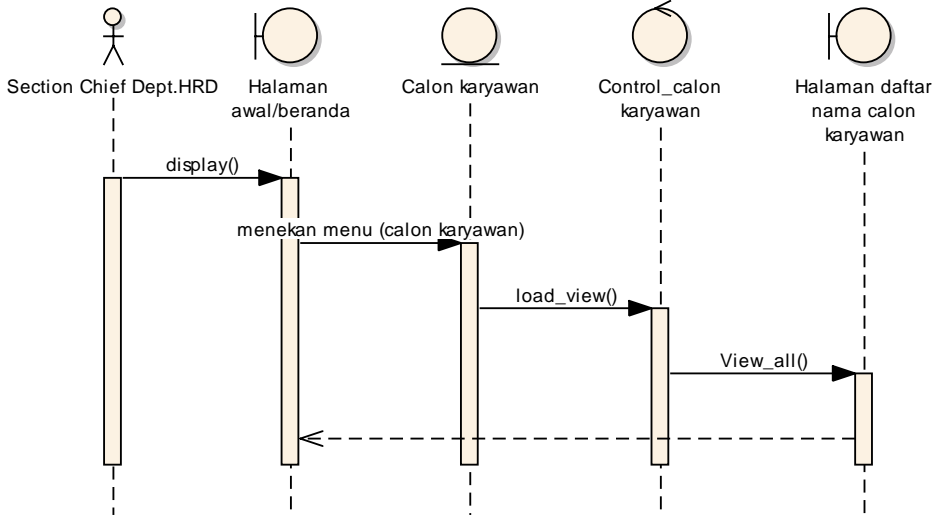 Section Chief Dept.HRD
Halaman
awal/beranda
Calon karyawan
Control_calon
karyawan
Halaman daftar
nama calon
karyawan
display()
menekan menu (calon karyawan)
load_view()
View_all()